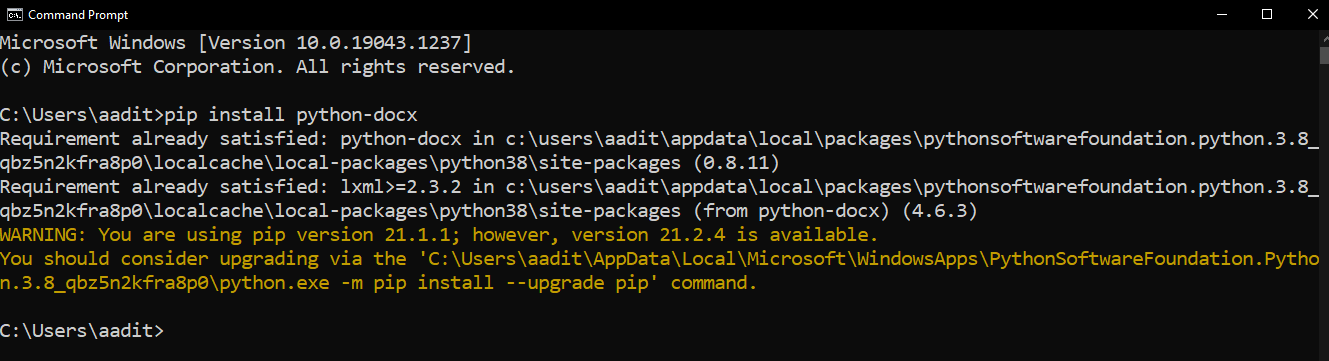 Command Prompt
Microsoft Windows [Version 10.0.19043.1237]
(c) Microsoft Corporation. All rights reserved.
C:\Users\aadit>pip install python-docx
Requirement already satisfied: python-docx in c:\users\aadit\appdata\local\packages\pythonsoftwarefoundation.python.3.8_
qbz5n2kfra8p0\localcache\local-packages\python38\site-packages (0.8.11)
Requirement already satisfied: lxml>=2.3.2 in c:\users\aadit\appdata\local\packages\pythonsoftwarefoundation.python.3.8_
qbz5n2kfra8p0\localcache\local-packages\python38\site-packages (from python-docx) (4.6.3)
WARNING: You are using pip version 21.1.1; however, version 21.2.4 is available.
You should consider upgrading via the 'C:\Users\aadit\AppData\Local\Microsoft\WindowsApps\PythonSoftwareFoundation.Pytho
n.3.8_qbz5n2kfra8p0\python.exe -m pip install --upgrade pip' command.
C:\Users\aadit>